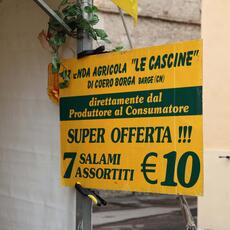 ENDA AGRICOLA "LE CASCINE"
DI COERO BORGA BARGE (CN)
direttamente dal
Produttore al Consumatore
SUPER OFFERTA !!!
7 SALAMI ASSORTITI €10